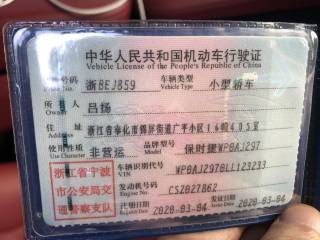 中华人民共和国机动车行驶证
Vehicle License of the People's Republic of China
号牌号码 浙BEJ859 车辆类型 Vehicle Type 小型轿车
所有人 Owner 吕扬
住址 Address 浙江省奉化市锦屏街道广平小区16幢405室
使用性质 Use Character 非营运 品牌型号 保时捷WP0AJ297
浙江省宁波
市公安局交
通警察支队
车辆识别代号 VIN
发动机号码 Engine No. CSZ027862
注册日期 Register Date 2020-03-04 发证日期 Issue Date 2020-03-04